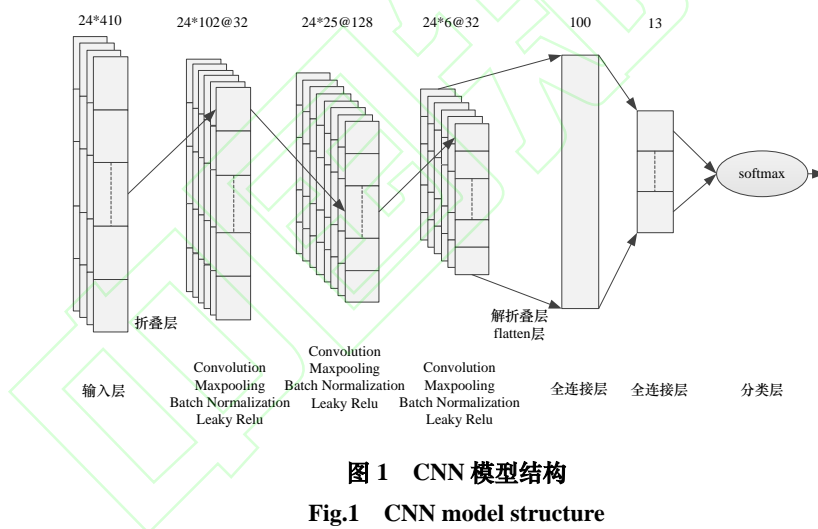 24*410
24*102@32
24*25@128
24*6@32
100
13
softmax
折叠层
解折叠层
flatten层
输入层
Convolution
Maxpooling
Batch Normalization
Leaky Relu
Convolution
Maxpooling
Batch Normalization
Leaky Relu
Convolution
Maxpooling
Batch Normalization
Leaky Relu
全连接层
全连接层
分类层
图 1 CNN 模型结构
Fig.1 CNN model structure